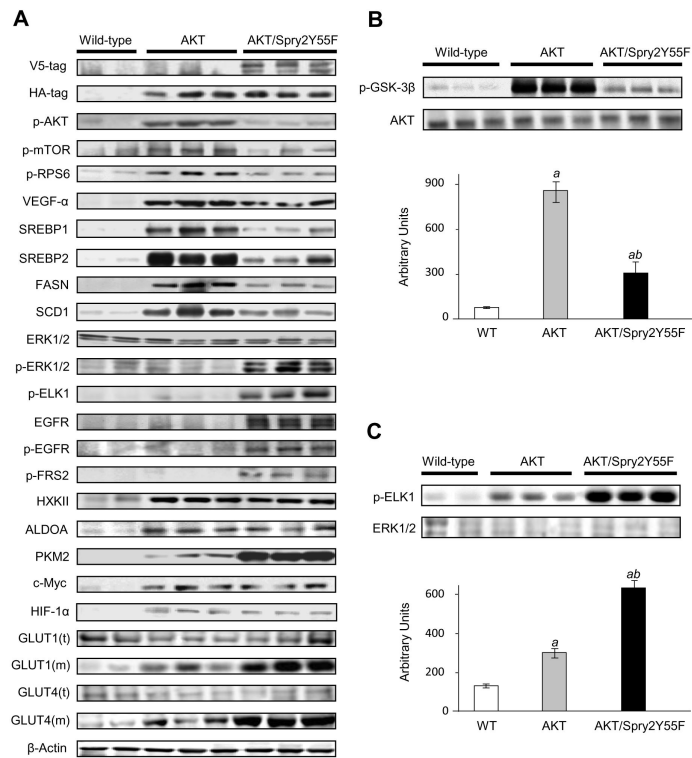 A
Wild-type AKT AKT/Spry2Y55F
V5-tag
HA-tag
p-AKT
p-mTOR
p-RPS6
VEGF-α
SREBP1
SREBP2
FASN
SCD1
ERK1/2
p-ERK1/2
p-ELK1
EGFR
p-EGFR
p-FRS2
HXKII
ALDOA
PKM2
c-Myc
HIF-1α
GLUT1(t)
GLUT1(m)
GLUT4(t)
GLUT4(m)
β-Actin
B
Wild-type AKT AKT/Spry2Y55F
p-GSK-3β
AKT
Arbitrary Units
900
600
300
0
a
ab
WT AKT AKT/Spry2Y55F
C
Wild-type AKT AKT/Spry2Y55F
p-ELK1
ERK1/2
Arbitrary Units
600
400
200
0
a
ab
WT AKT AKT/Spry2Y55F